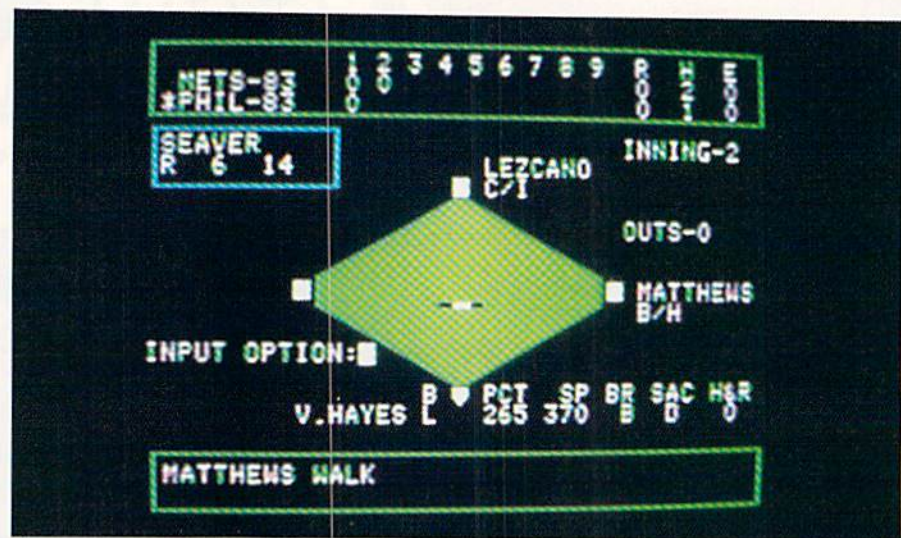 1 2 3 4 5 6 7 8 9 R H E
METS-83 0 0 0 2 0
*PHIL-83 0 0 1 0
SEAVER
R 6 14
INNING-2
LEZCANO
C/I
OUTS-0
MATTHEWS
B/H
INPUT OPTION:
B PCT SP BR SAC H&R
V.HAYES L 265 370 B D 0
MATTHEWS WALK